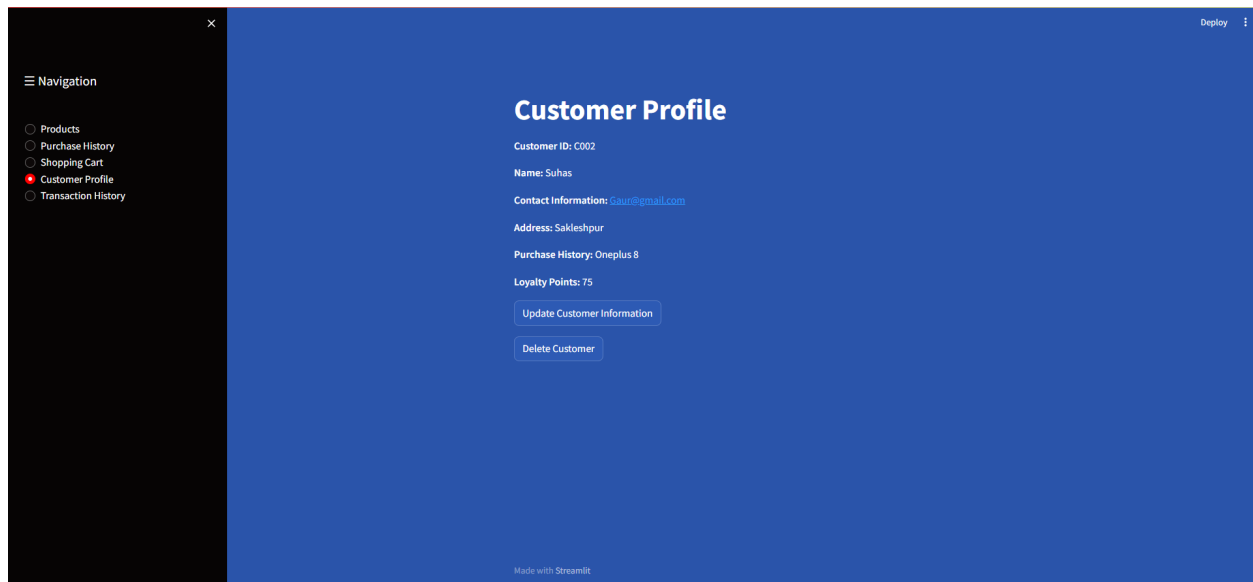 ×
Deploy
☰ Navigation
Products
Purchase History
Shopping Cart
Customer Profile
Transaction History
Customer Profile
Customer ID: C002
Name: Suhas
Contact Information: Gaur@gmail.com
Address: Sakleshpur
Purchase History: Oneplus 8
Loyalty Points: 75
Update Customer Information
Delete Customer
Made with Streamlit